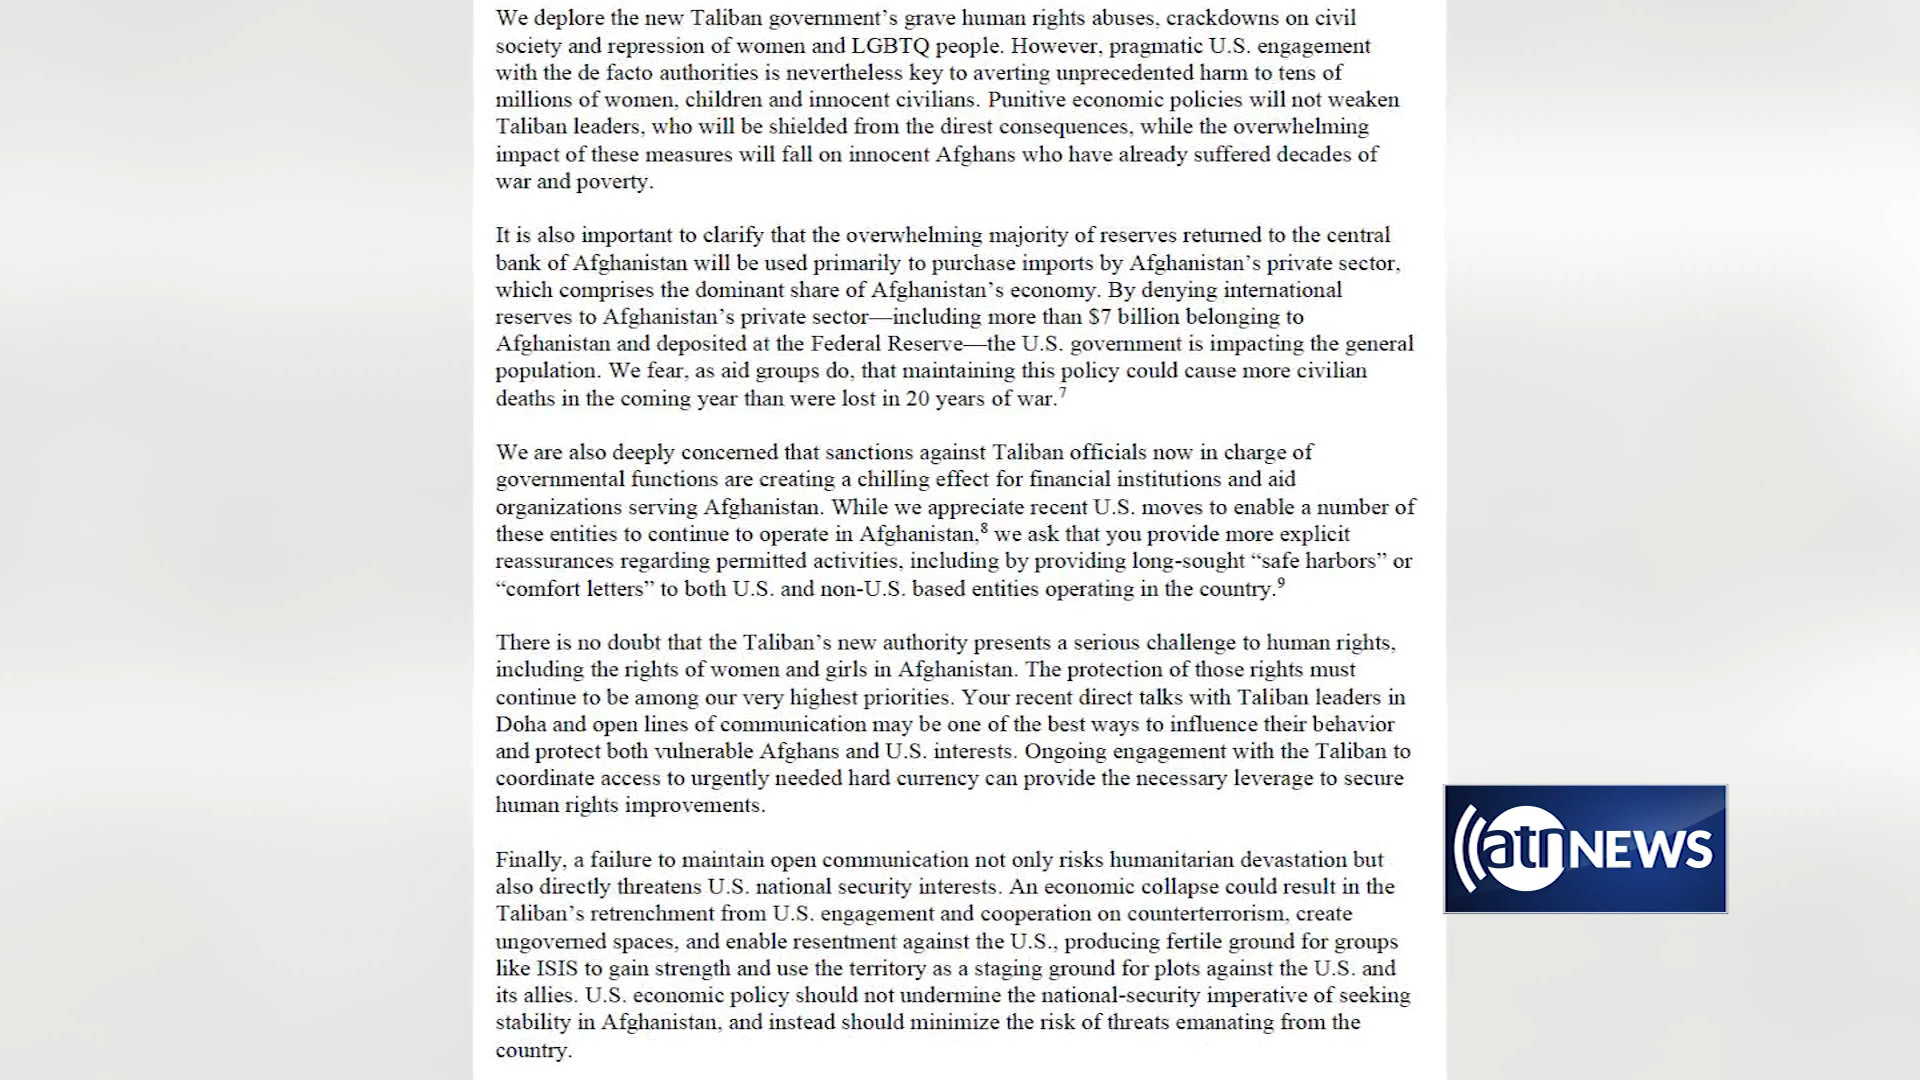 We deplore the new Taliban government’s grave human rights abuses, crackdowns on civil
society and repression of women and LGBTQ people. However, pragmatic U.S. engagement
with the de facto authorities is nevertheless key to averting unprecedented harm to tens of
millions of women, children and innocent civilians. Punitive economic policies will not weaken
Taliban leaders, who will be shielded from the direst consequences, while the overwhelming
impact of these measures will fall on innocent Afghans who have already suffered decades of
war and poverty.
It is also important to clarify that the overwhelming majority of reserves returned to the central
bank of Afghanistan will be used primarily to purchase imports by Afghanistan’s private sector,
which comprises the dominant share of Afghanistan’s economy. By denying international
reserves to Afghanistan’s private sector—including more than $7 billion belonging to
Afghanistan and deposited at the Federal Reserve—the U.S. government is impacting the general
population. We fear, as aid groups do, that maintaining this policy could cause more civilian
deaths in the coming year than were lost in 20 years of war.7
We are also deeply concerned that sanctions against Taliban officials now in charge of
governmental functions are creating a chilling effect for financial institutions and aid
organizations serving Afghanistan. While we appreciate recent U.S. moves to enable a number of
these entities to continue to operate in Afghanistan,8 we ask that you provide more explicit
reassurances regarding permitted activities, including by providing long-sought “safe harbors” or
“comfort letters” to both U.S. and non-U.S. based entities operating in the country.9
There is no doubt that the Taliban’s new authority presents a serious challenge to human rights,
including the rights of women and girls in Afghanistan. The protection of those rights must
continue to be among our very highest priorities. Your recent direct talks with Taliban leaders in
Doha and open lines of communication may be one of the best ways to influence their behavior
and protect both vulnerable Afghans and U.S. interests. Ongoing engagement with the Taliban to
coordinate access to urgently needed hard currency can provide the necessary leverage to secure
human rights improvements.
Finally, a failure to maintain open communication not only risks humanitarian devastation but
also directly threatens U.S. national security interests. An economic collapse could result in the
Taliban’s retrenchment from U.S. engagement and cooperation on counterterrorism, create
ungoverned spaces, and enable resentment against the U.S., producing fertile ground for groups
like ISIS to gain strength and use the territory as a staging ground for plots against the U.S. and
its allies. U.S. economic policy should not undermine the national-security imperative of seeking
stability in Afghanistan, and instead should minimize the risk of threats emanating from the
country.
atn NEWS